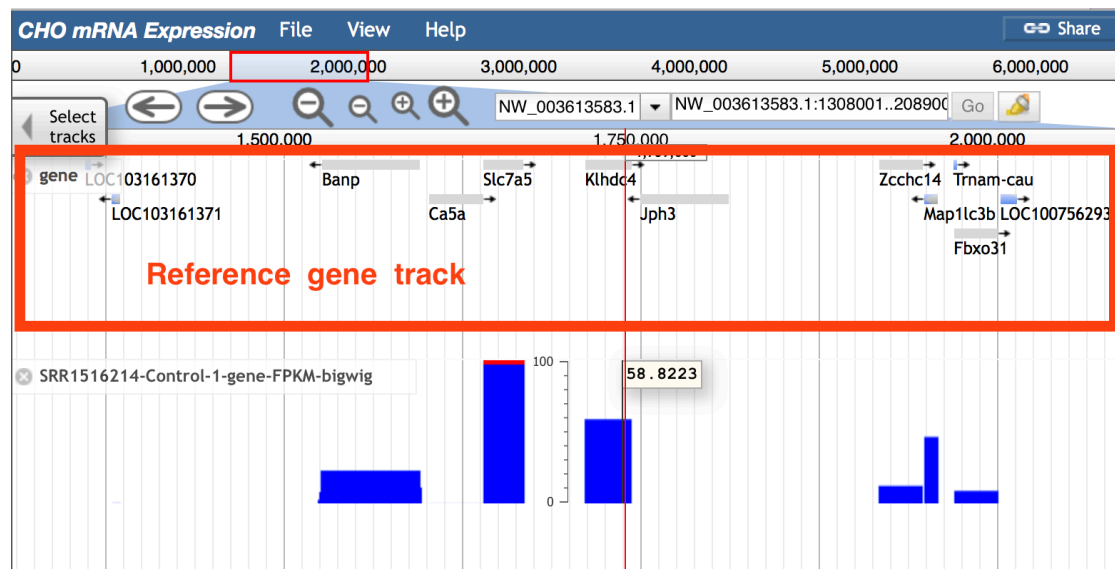 CHO mRNA Expression File View Help Share
0 1,000,000 2,000,000 3,000,000 4,000,000 5,000,000 6,000,000
Select tracks
NW_003613583.1 NW_003613583.1:1308001..208900 Go
1,500,000 1,750,000 2,000,000
gene LOC103161370 Banp Slc7a5 Klhdc4 Zcchc14 Trnam-cau
LOC103161371 Ca5a Jph3 Map1lc3b LOC100756293
Fbxo31
Reference gene track
SRR1516214-Control-1-gene-FPKM-bigwig
100
58.8223
0